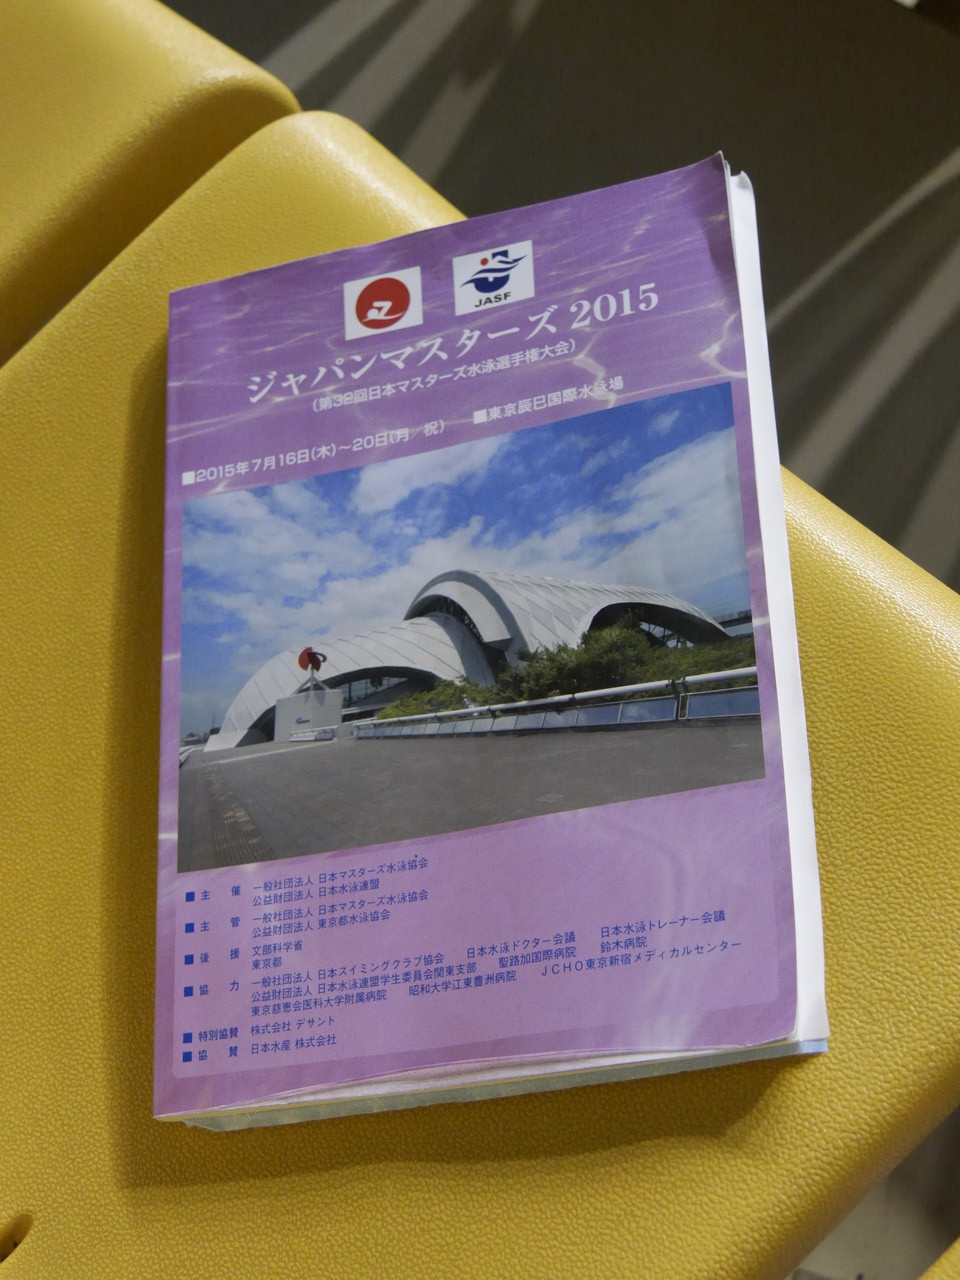 JASF
ジャパンマスターズ 2015
(第32回日本マスターズ水泳選手権大会)
■2015年7月16日(木)～20日(月／祝) ■東京辰巳国際水泳場
■主 催 一般社団法人 日本マスターズ水泳協会
公益財団法人 日本水泳連盟
■主 管 一般社団法人 日本マスターズ水泳協会
公益財団法人 東京都水泳協会
■後 援 文部科学省
東京都
■協 力 一般社団法人 日本スイミングクラブ協会 日本水泳ドクター会議 日本水泳トレーナー会議
公益財団法人 日本水泳連盟学生委員会関東支部 聖路加国際病院 鈴木病院
東京慈恵会医科大学附属病院 昭和大学江東豊洲病院 JCHO東京新宿メディカルセンター
■特別協賛 株式会社 デサント
■協 賛 日本水産 株式会社